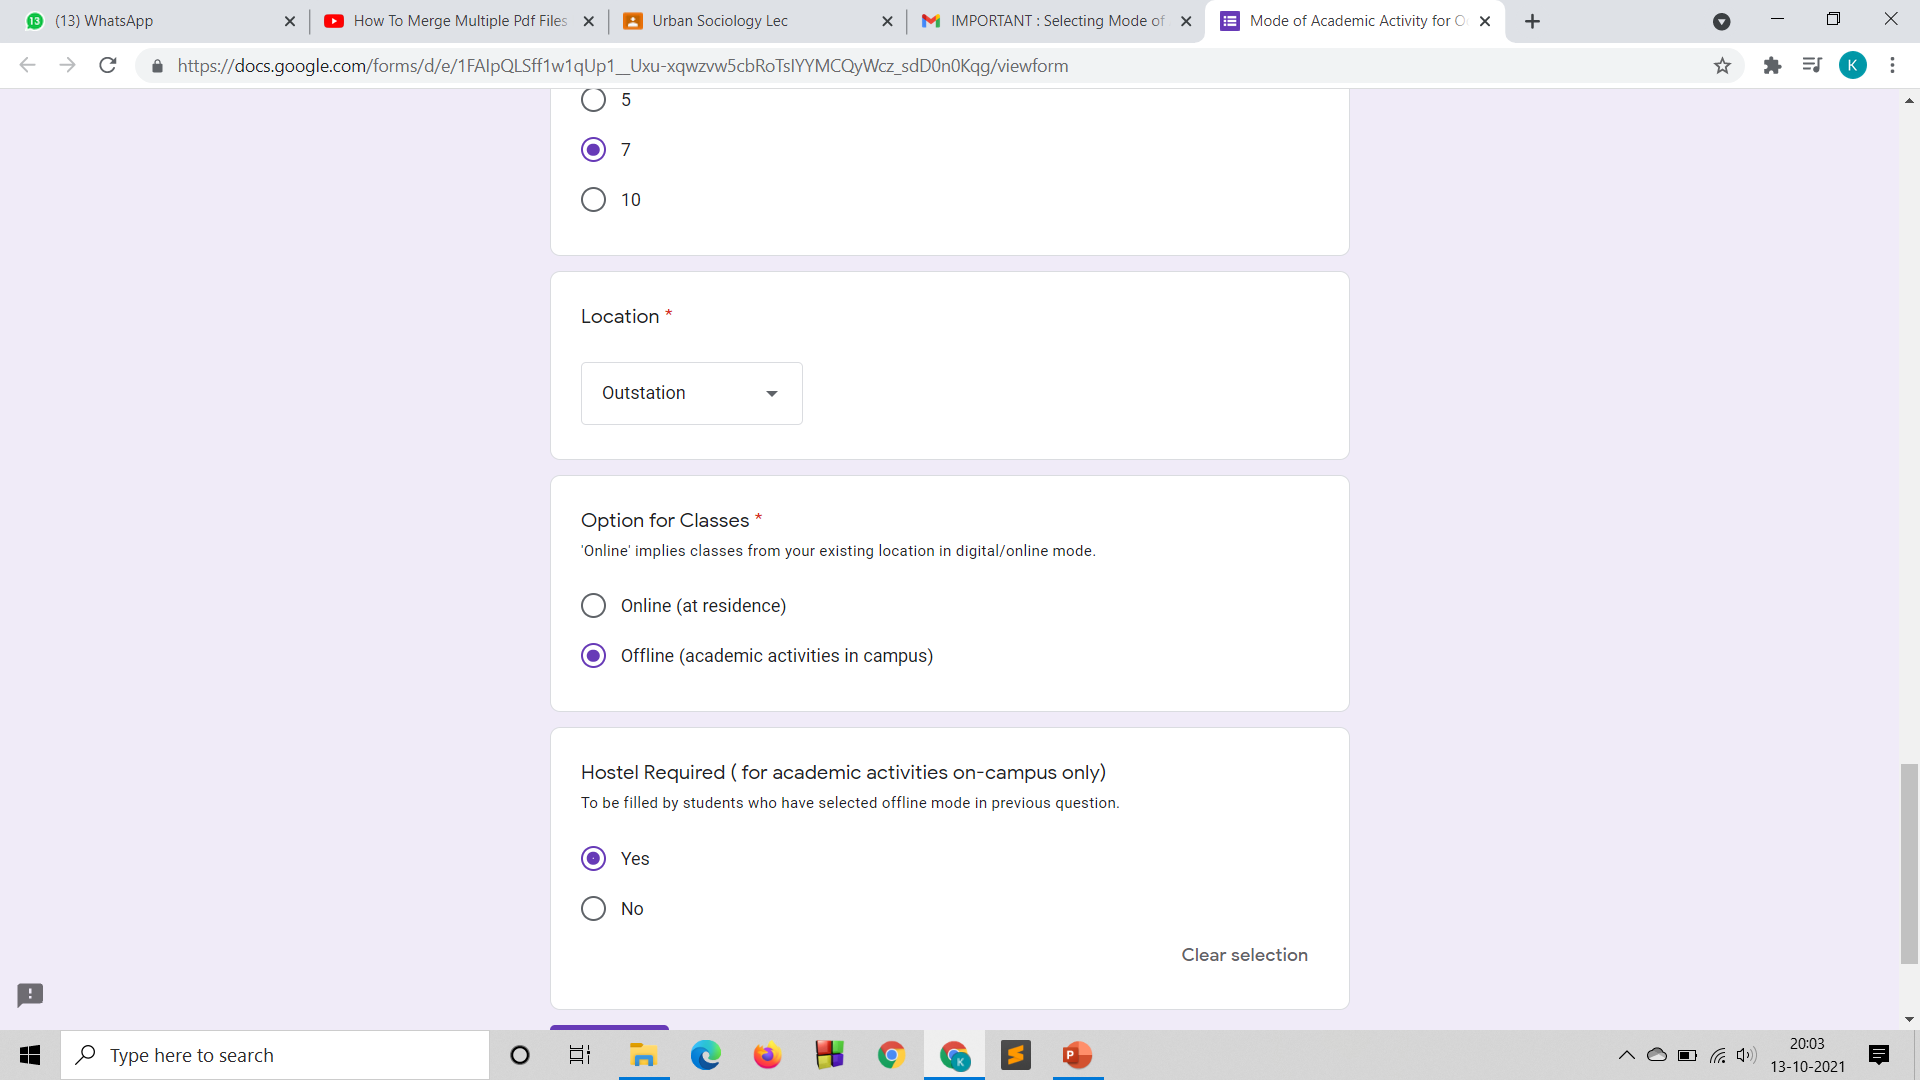 13 (13) WhatsApp
How To Merge Multiple Pdf Files
Urban Sociology Lec
IMPORTANT : Selecting Mode of
Mode of Academic Activity for O
https://docs.google.com/forms/d/e/1FAIpQLSff1w1qUp1__Uxu-xqwzvw5cbRoTsIYYMCQyWcz_sdD0n0Kqg/viewform
K
5
7
10
Location *
Outstation
Option for Classes *
'Online' implies classes from your existing location in digital/online mode.
Online (at residence)
Offline (academic activities in campus)
Hostel Required ( for academic activities on-campus only)
To be filled by students who have selected offline mode in previous question.
Yes
No
Clear selection
Type here to search
K
S
P
20:03
13-10-2021